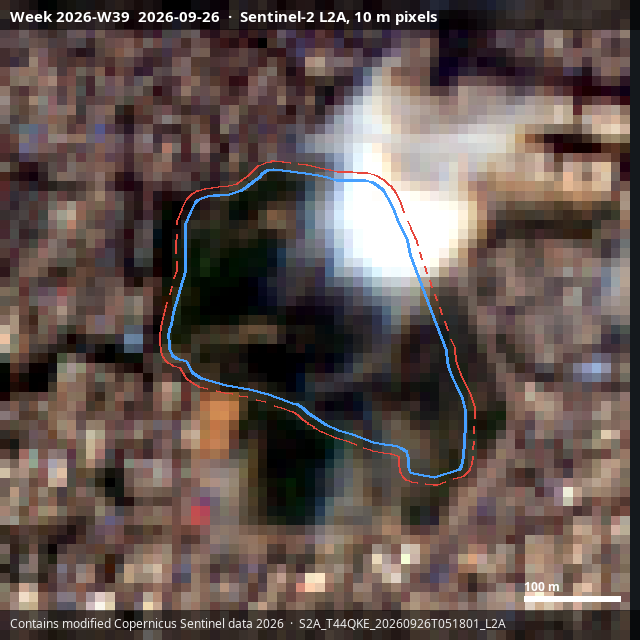 Week 2026-W39  2026-09-26  ·  Sentinel-2 L2A, 10 m pixels
100 m
Contains modified Copernicus Sentinel data 2026  ·  S2A_T44QKE_20260926T051801_L2A